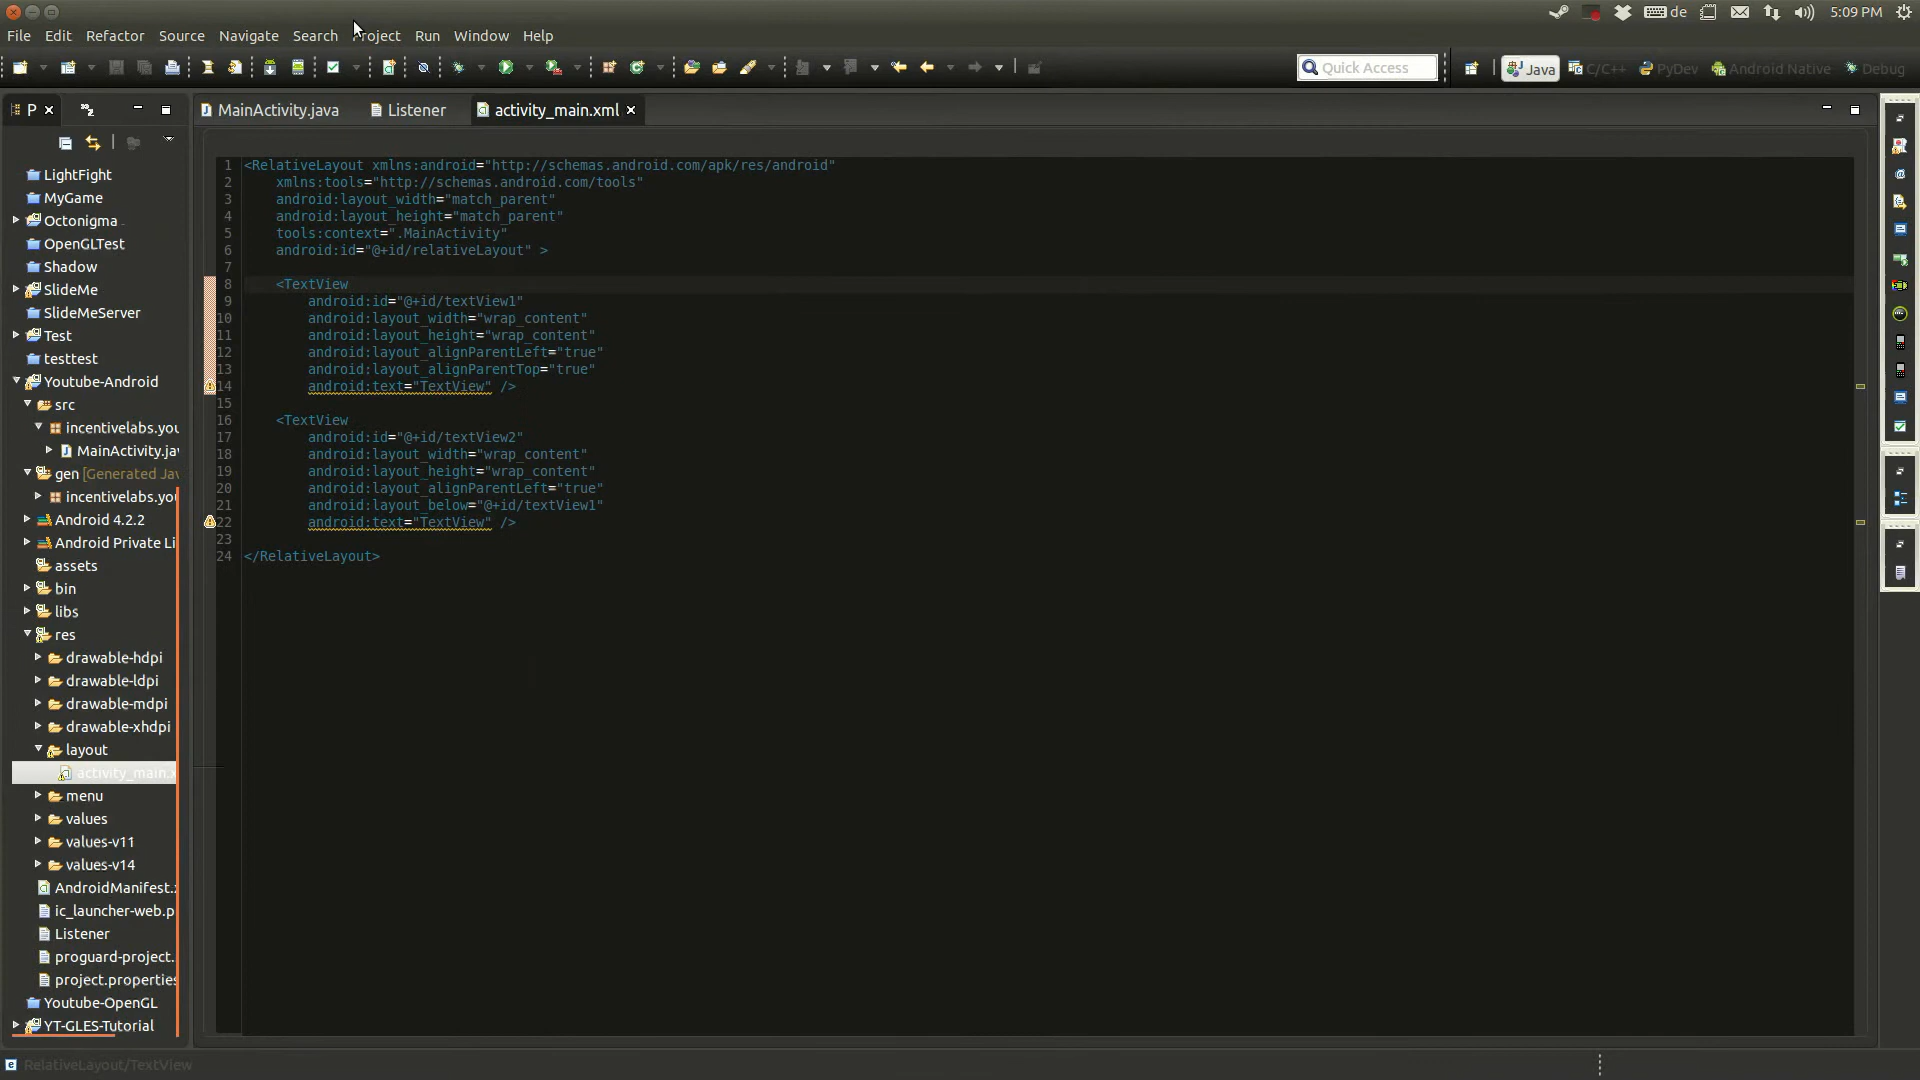 de 5:09 PM
File Edit Refactor Source Navigate Search Project Run Window Help
Quick Access Java C/C++ PyDev Android Native Debug
P MainActivity.java Listener activity_main.xml
LightFight
MyGame
Octonigma
OpenGLTest
Shadow
SlideMe
SlideMeServer
Test
testtest
Youtube-Android
src
incentivelabs.you
MainActivity.jav
gen [Generated Jav
incentivelabs.you
Android 4.2.2
Android Private Li
assets
bin
libs
res
drawable-hdpi
drawable-ldpi
drawable-mdpi
drawable-xhdpi
layout
activity_main.x
menu
values
values-v11
values-v14
AndroidManifest.x
ic_launcher-web.p
Listener
proguard-project.
project.properties
Youtube-OpenGL
YT-GLES-Tutorial
1 <RelativeLayout xmlns:android="http://schemas.android.com/apk/res/android"
2 xmlns:tools="http://schemas.android.com/tools"
3 android:layout_width="match_parent"
4 android:layout_height="match_parent"
5 tools:context=".MainActivity"
6 android:id="@+id/relativeLayout" >
7
8 <TextView
9 android:id="@+id/textView1"
10 android:layout_width="wrap_content"
11 android:layout_height="wrap_content"
12 android:layout_alignParentLeft="true"
13 android:layout_alignParentTop="true"
14 android:text="TextView" />
15
16 <TextView
17 android:id="@+id/textView2"
18 android:layout_width="wrap_content"
19 android:layout_height="wrap_content"
20 android:layout_alignParentLeft="true"
21 android:layout_below="@+id/textView1"
22 android:text="TextView" />
23
24 </RelativeLayout>
RelativeLayout/TextView